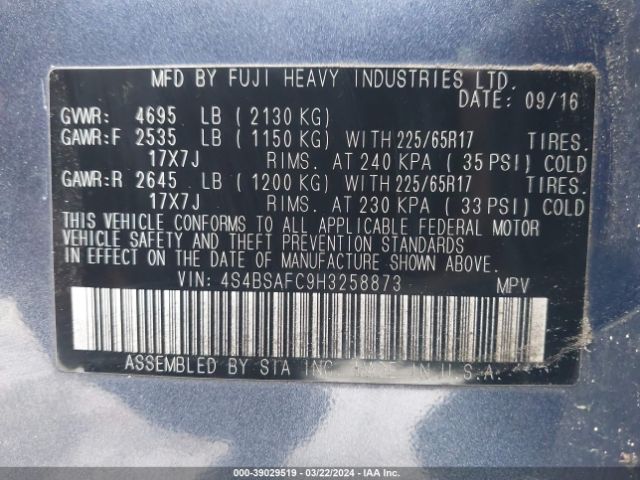 MFD BY FUJI HEAVY INDUSTRIES LTD.
DATE: 09/16
GVWR: 4695 LB ( 2130 KG)
GAWR:F 2535 LB ( 1150 KG) WITH 225/65R17 TIRES.
17X7J RIMS. AT 240 KPA ( 35 PSI) COLD
GAWR:R 2645 LB ( 1200 KG) WITH 225/65R17 TIRES.
17X7J RIMS. AT 230 KPA ( 33 PSI) COLD
THIS VEHICLE CONFORMS TO ALL APPLICABLE FEDERAL MOTOR
VEHICLE SAFETY AND THEFT PREVENTION STANDARDS
IN EFFECT ON THE DATE OF MANUFACTURE SHOWN ABOVE.
VIN: 4S4BSAFC9H3258873 MPV
ASSEMBLED BY SIA INC. MADE IN U.S.A.
© 39029519 - 03/22/2024 - IAA Inc.